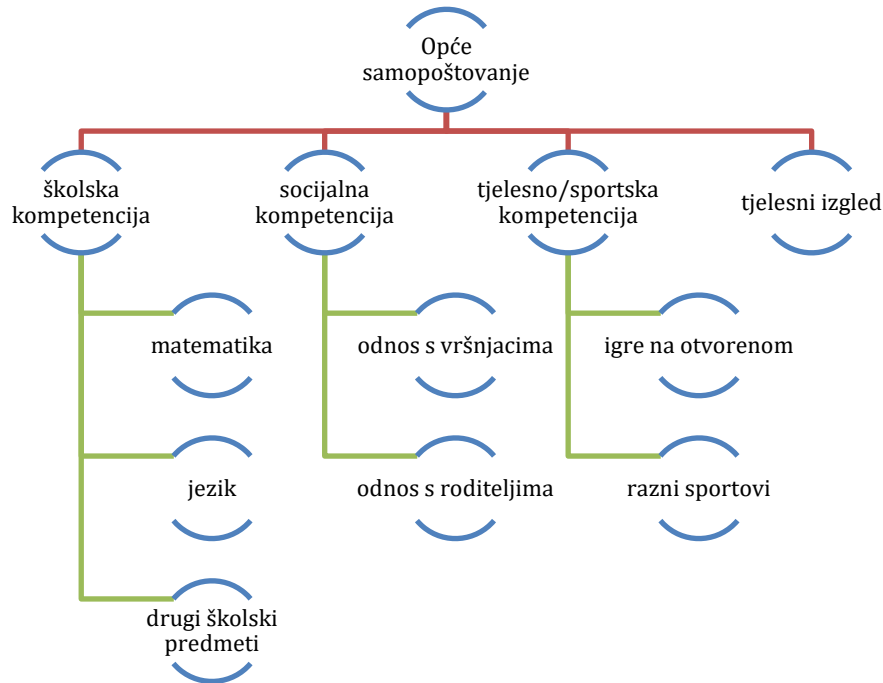 Opće
samopoštovanje
školska
kompetencija
socijalna
kompetencija
tjelesno/sportska
kompetencija
tjelesni izgled
matematika
odnos s vršnjacima
igre na otvorenom
jezik
odnos s roditeljima
razni sportovi
drugi školski
predmeti